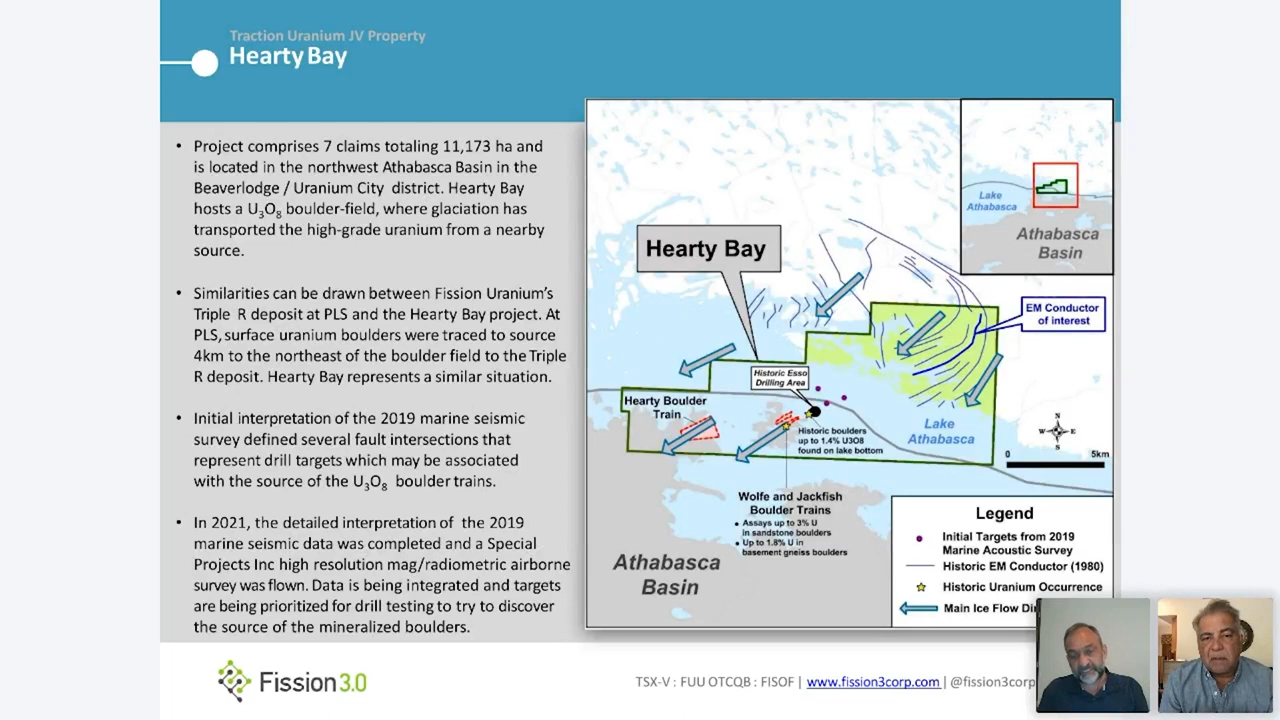 Traction Uranium JV Property
Hearty Bay
• Project comprises 7 claims totaling 11,173 ha and
is located in the northwest Athabasca Basin in the
Beaverlodge / Uranium City district. Hearty Bay
hosts a U₃O₈ boulder-field, where glaciation has
transported the high-grade uranium from a nearby
source.
• Similarities can be drawn between Fission Uranium's
Triple R deposit at PLS and the Hearty Bay project. At
PLS, surface uranium boulders were traced to source
4km to the northeast of the boulder field to the Triple
R deposit. Hearty Bay represents a similar situation.
• Initial interpretation of the 2019 marine seismic
survey defined several fault intersections that
represent drill targets which may be associated
with the source of the U₃O₈ boulder trains.
• In 2021, the detailed interpretation of the 2019
marine seismic data was completed and a Special
Projects Inc high resolution mag/radiometric airborne
survey was flown. Data is being integrated and targets
are being prioritized for drill testing to try to discover
the source of the mineralized boulders.
Lake
Athabasca
Athabasca
Basin
Hearty Bay
EM Conductor
of interest
Historic Esso
Drilling Area
Hearty Boulder
Train
Historic boulders
up to 1.4% U3O8
found on lake bottom
Lake
Athabasca
N
W E
S
0 5km
Wolfe and Jackfish
Boulder Trains
• Assays up to 3% U
in sandstone boulders
• Up to 1.8% U in
basement gneiss boulders
Athabasca
Basin
Legend
Initial Targets from 2019
Marine Acoustic Survey
Historic EM Conductor (1980)
Historic Uranium Occurrence
Main Ice Flow Di
Fission 3.0
TSX-V : FUU OTCQB : FISOF | www.fission3corp.com | @fission3corp